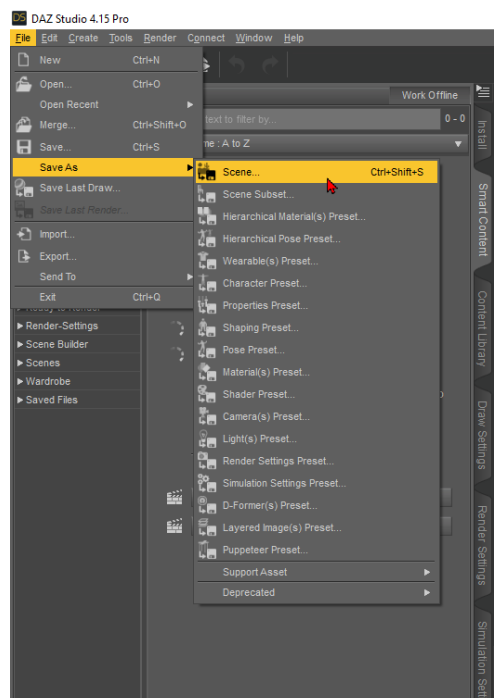 DS DAZ Studio 4.15 Pro
File Edit Create Tools Render Connect Window Help
New Ctrl+N
Open... Ctrl+O
Open Recent
Merge... Ctrl+Shift+O
Save... Ctrl+S
Save As
Save Last Draw...
Save Last Render...
Import...
Export...
Send To
Exit Ctrl+Q
Work Offline
text to filter by... 0 - 0
me : A to Z
Scene... Ctrl+Shift+S
Scene Subset...
Hierarchical Material(s) Preset...
Hierarchical Pose Preset...
Wearable(s) Preset...
Character Preset...
Properties Preset...
Shaping Preset...
Pose Preset...
Material(s) Preset...
Shader Preset...
Camera(s) Preset...
Light(s) Preset...
Render Settings Preset...
Simulation Settings Preset...
D-Former(s) Preset...
Layered Image(s) Preset...
Puppeteer Preset...
Support Asset
Deprecated
Ready to Render
Render-Settings
Scene Builder
Scenes
Wardrobe
Saved Files
Install
Smart Content
Content Library
Draw Settings
Render Settings
Simulation Sett